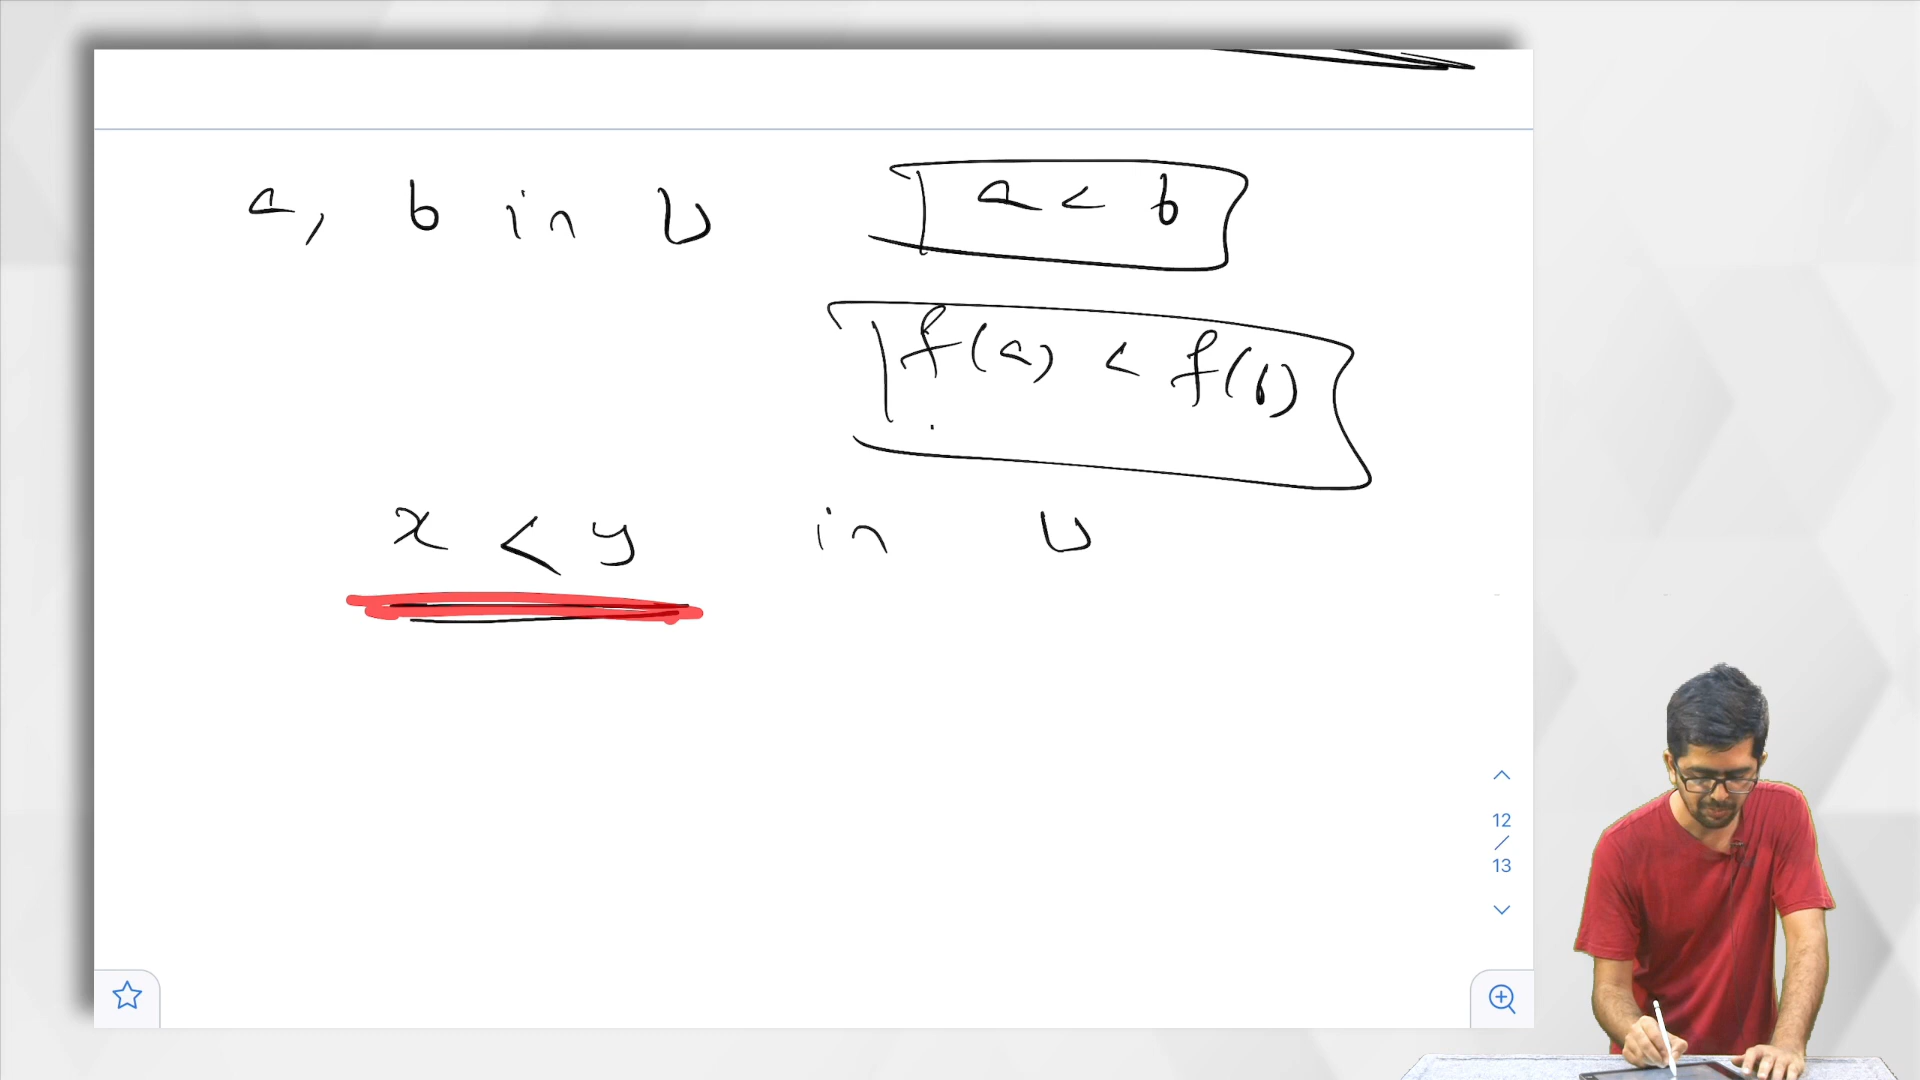 a, b in U
a < b
f(a) < f(b)
x < y in U
12
/
13